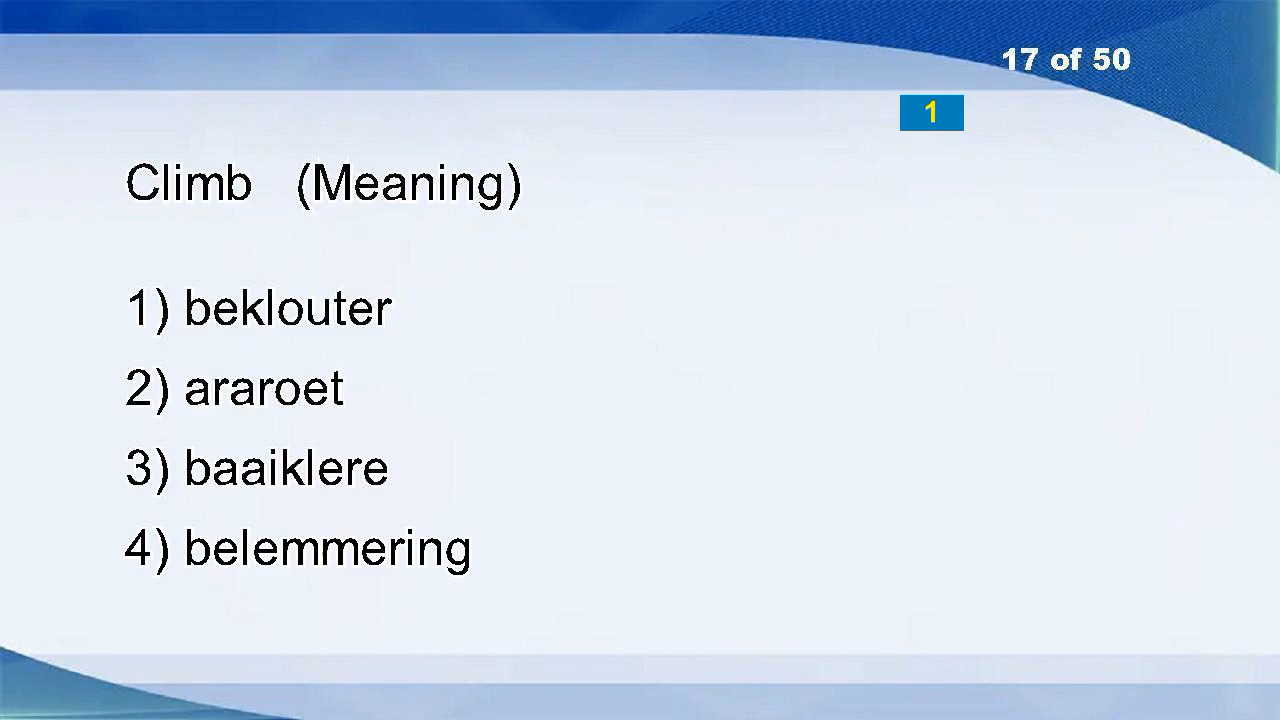 17 of 50
1
Climb (Meaning)
1) beklouter
2) araroet
3) baaiklere
4) belemmering